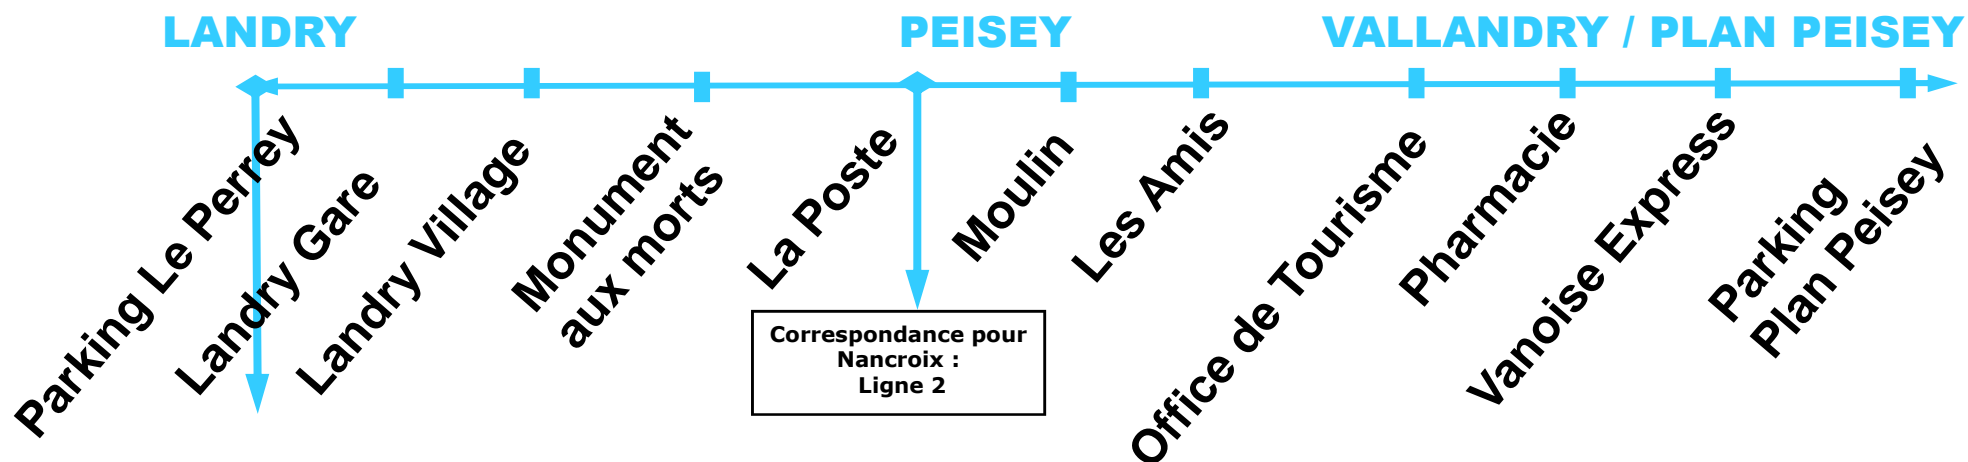 LANDRY
PEISEY
VALLANDRY / PLAN PEISEY
Parking Le Perrey
Landry Gare
Landry Village
Monument
aux morts
La Poste
Moulin
Les Amis
Office de Tourisme
Pharmacie
Vanoise Express
Parking
Plan Peisey
Correspondance pour
Nancroix :
Ligne 2